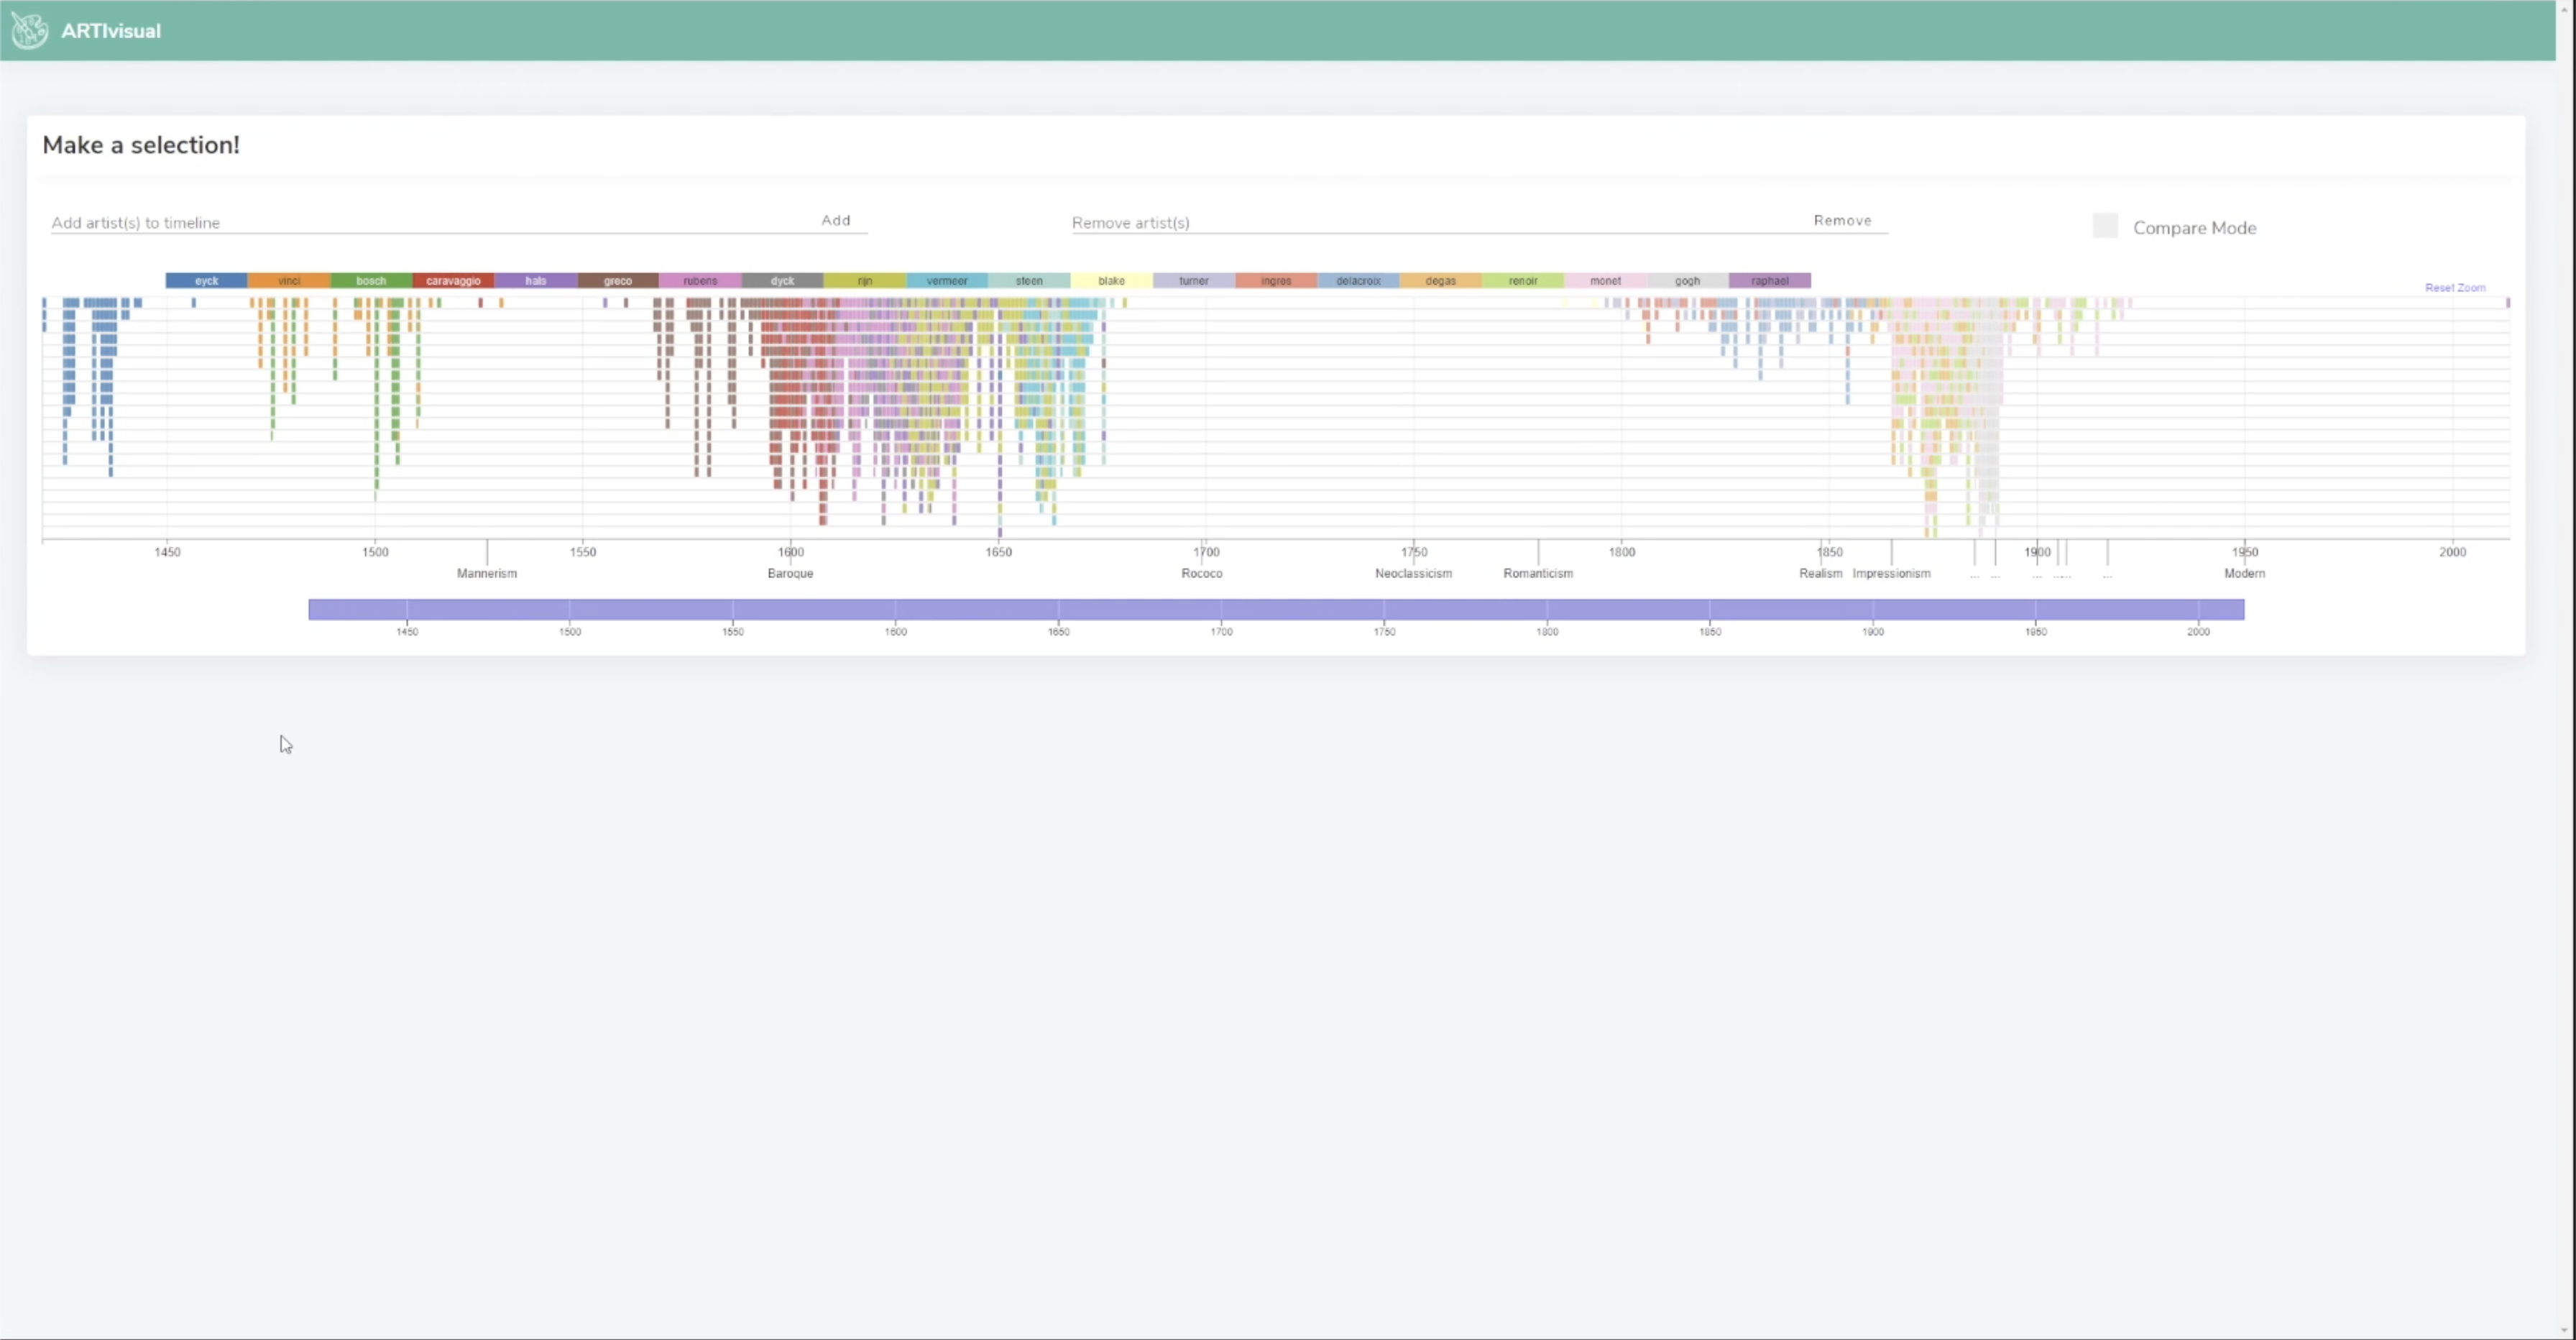 ARTIvisual
Make a selection!
Add artist(s) to timeline Add Remove artist(s) Remove Compare Mode
eyck vinci bosch caravaggio hals greco rubens dyck rijn vermeer steen blake turner ingres delacroix degas renoir monet gogh raphael
Reset Zoom
1450 1500 1550 1600 1650 1700 1750 1800 1850 1900 1950 2000
Mannerism Baroque Rococo Neoclassicism Romanticism Realism Impressionism ... ... ... ... Modern
1450 1500 1550 1600 1650 1700 1750 1800 1850 1900 1950 2000